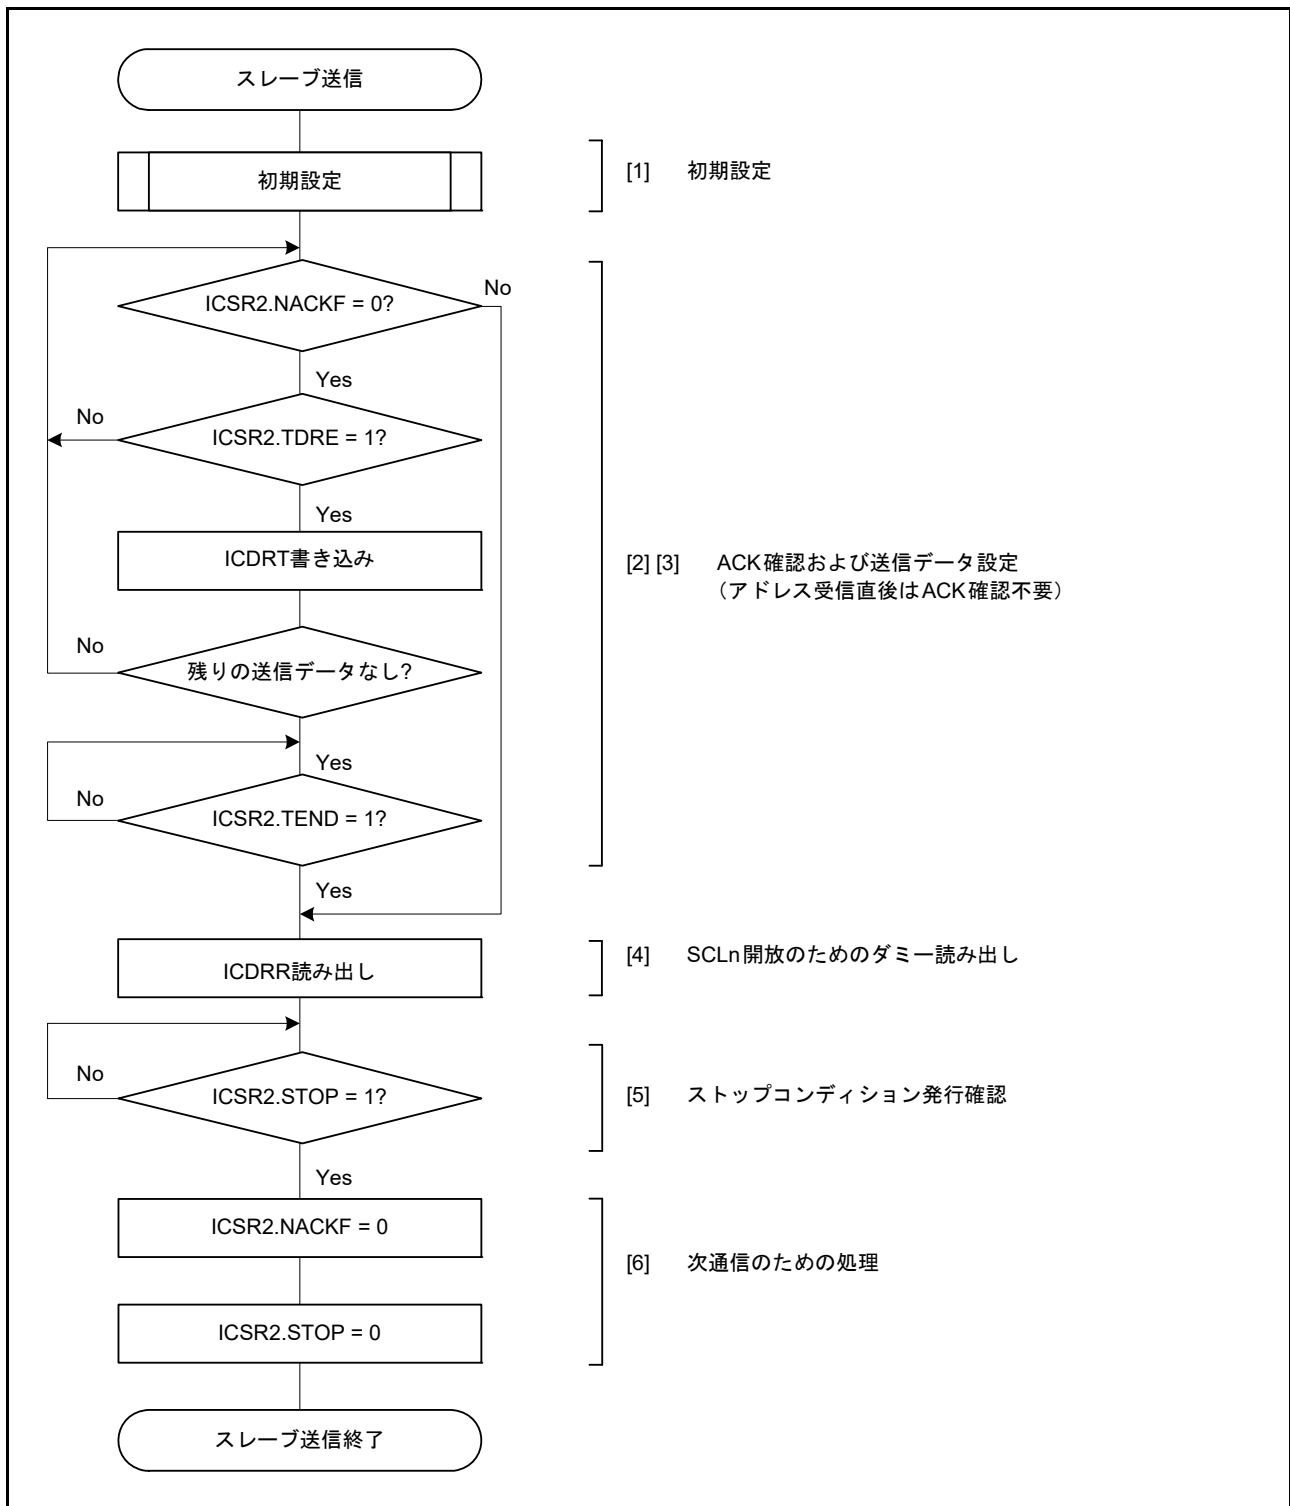 スレーブ送信
初期設定
[1] 初期設定
ICSR2.NACKF = 0?
No
Yes
No
ICSR2.TDRE = 1?
Yes
ICDRT書き込み
[2] [3] ACK確認および送信データ設定
（アドレス受信直後はACK確認不要）
No
残りの送信データなし?
Yes
No
ICSR2.TEND = 1?
Yes
ICDRR読み出し
[4] SCLn開放のためのダミー読み出し
No
ICSR2.STOP = 1?
[5] ストップコンディション発行確認
Yes
ICSR2.NACKF = 0
[6] 次通信のための処理
ICSR2.STOP = 0
スレーブ送信終了